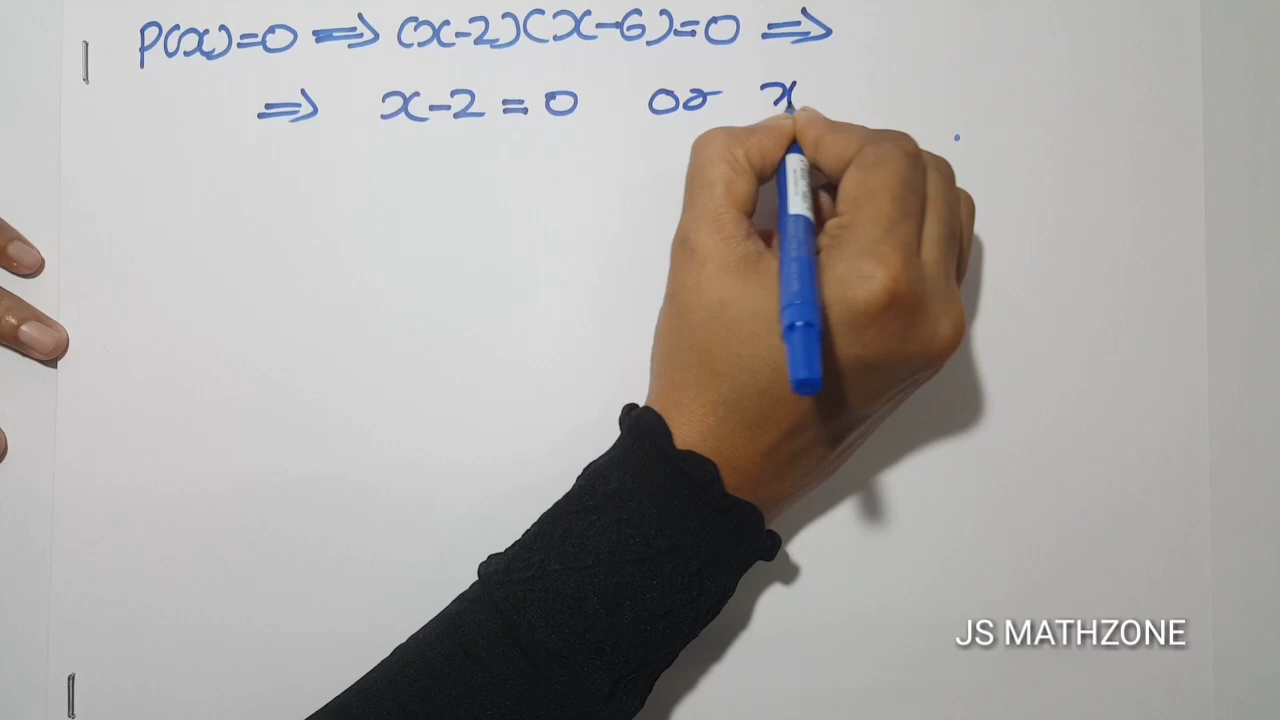 P(x)=0 ⇒ (x-2)(x-6)=0 ⇒
⇒ x-2=0 or x
JS MATHZONE